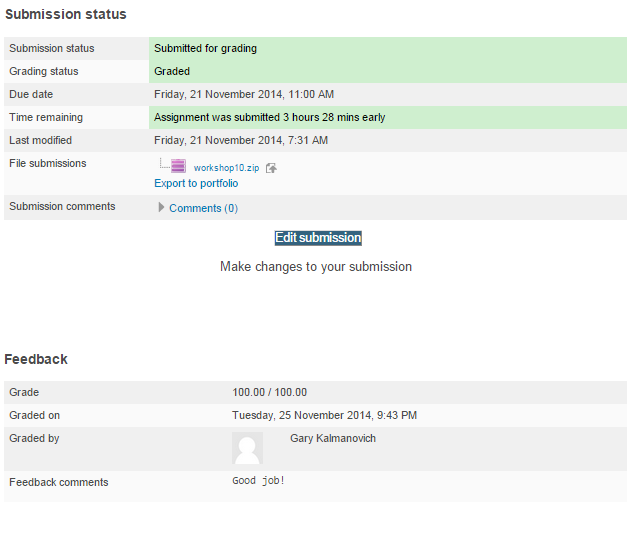 Submission status
Submission status Submitted for grading
Grading status Graded
Due date Friday, 21 November 2014, 11:00 AM
Time remaining Assignment was submitted 3 hours 28 mins early
Last modified Friday, 21 November 2014, 7:31 AM
File submissions workshop10.zip
Export to portfolio
Submission comments Comments (0)
Edit submission
Make changes to your submission
Feedback
Grade 100.00 / 100.00
Graded on Tuesday, 25 November 2014, 9:43 PM
Graded by Gary Kalmanovich
Feedback comments Good job!